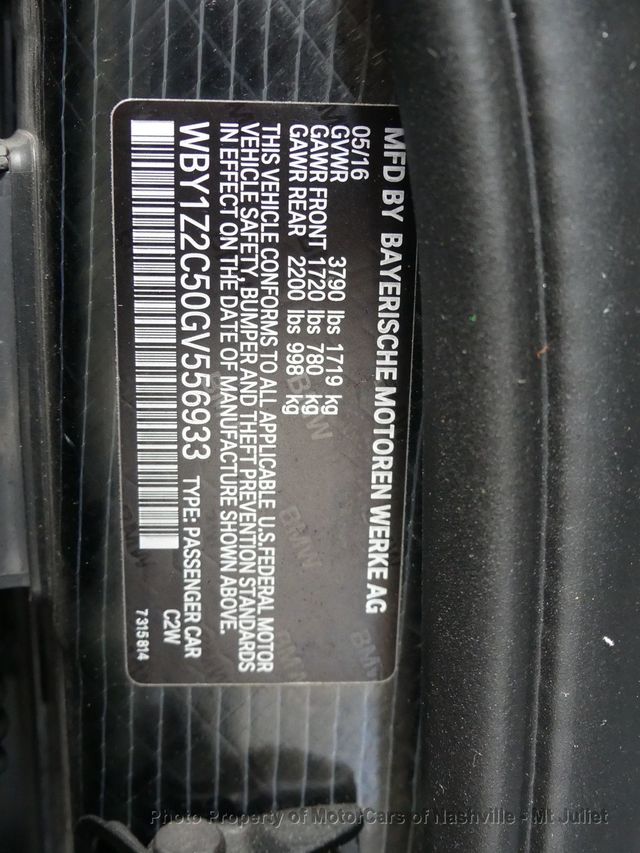 MFD BY BAYERISCHE MOTOREN WERKE AG
05/16
GVWR 3790 lbs 1719 kg
GAWR FRONT 1720 lbs 780 kg
GAWR REAR 2200 lbs 998 kg
THIS VEHICLE CONFORMS TO ALL APPLICABLE U.S.FEDERAL MOTOR
VEHICLE SAFETY, BUMPER AND THEFT PREVENTION STANDARDS
IN EFFECT ON THE DATE OF MANUFACTURE SHOWN ABOVE.
WBY1Z2C50GV556933 TYPE: PASSENGER CAR
C2W
7315814
BMW
BMW
BMW
Photo Property of MotorCars of Nashville - Mt Juliet